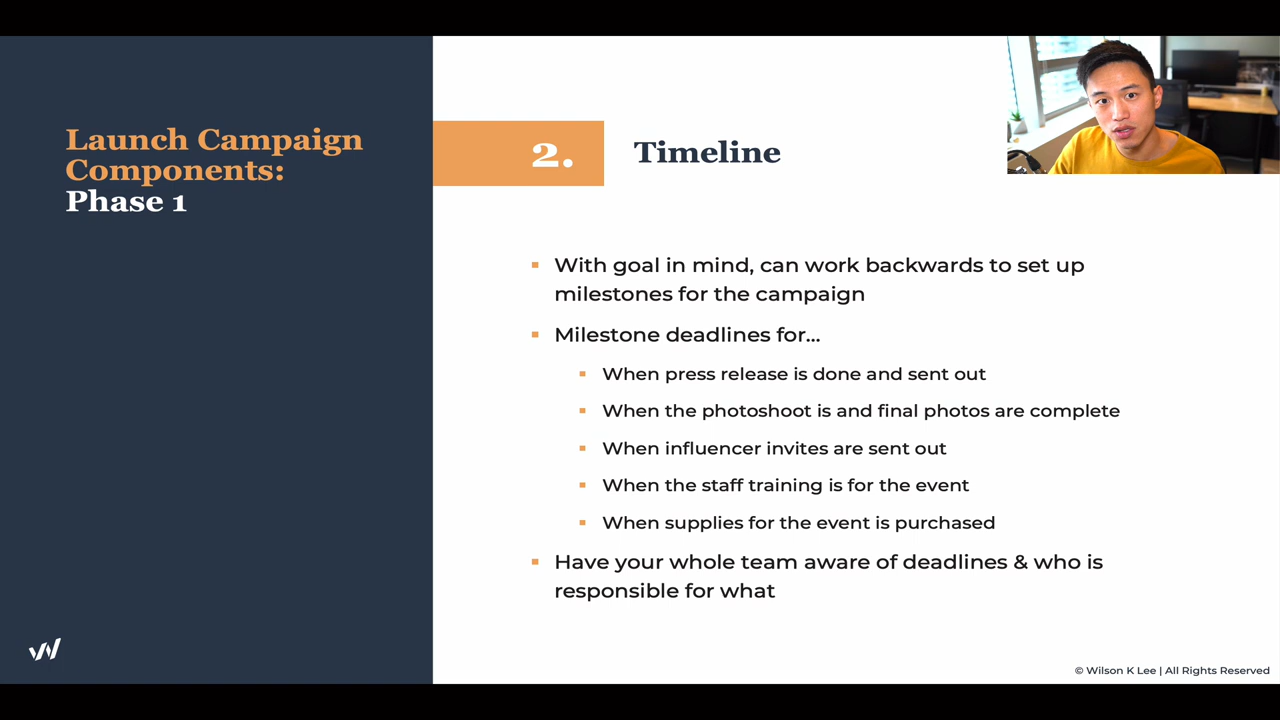 Launch Campaign
Components:
Phase 1
2.
Timeline
With goal in mind, can work backwards to set up
milestones for the campaign
Milestone deadlines for...
When press release is done and sent out
When the photoshoot is and final photos are complete
When influencer invites are sent out
When the staff training is for the event
When supplies for the event is purchased
Have your whole team aware of deadlines & who is
responsible for what
© Wilson K Lee | All Rights Reserved